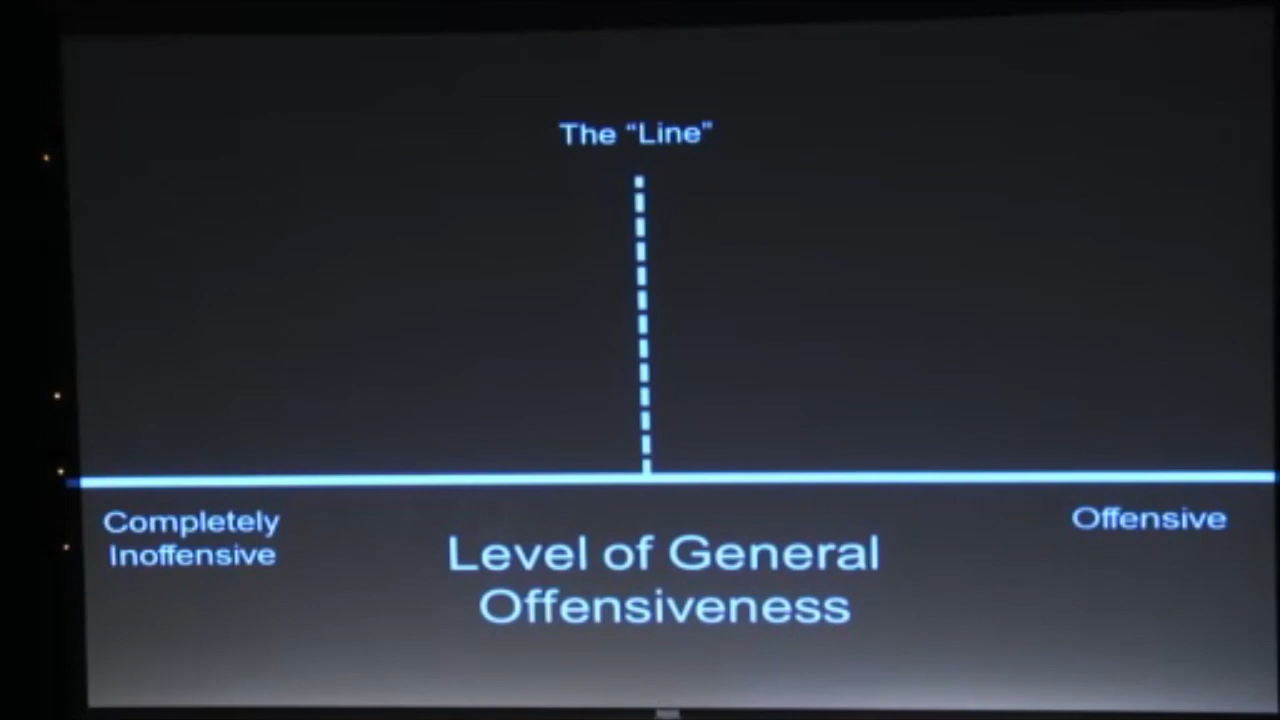 The “Line”
Completely
Inoffensive
Level of General
Offensiveness
Offensive